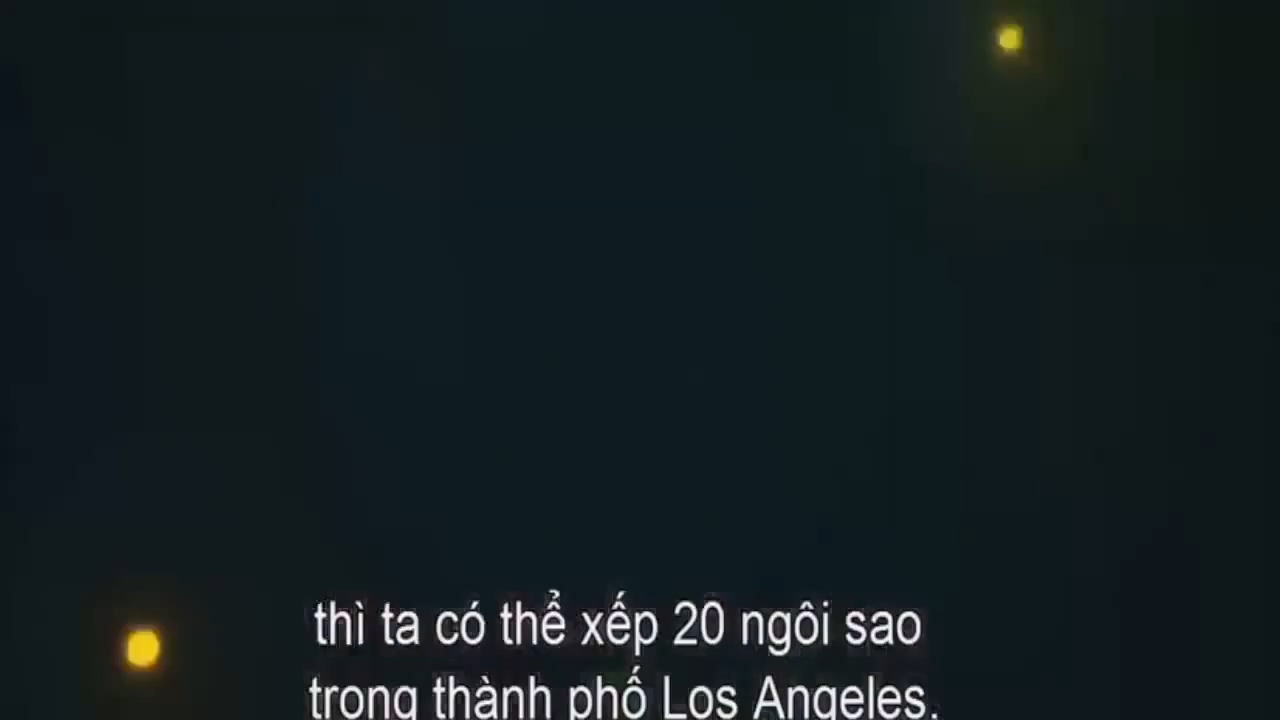 thì ta có thể xếp 20 ngôi sao
trong thành phố Los Angeles.